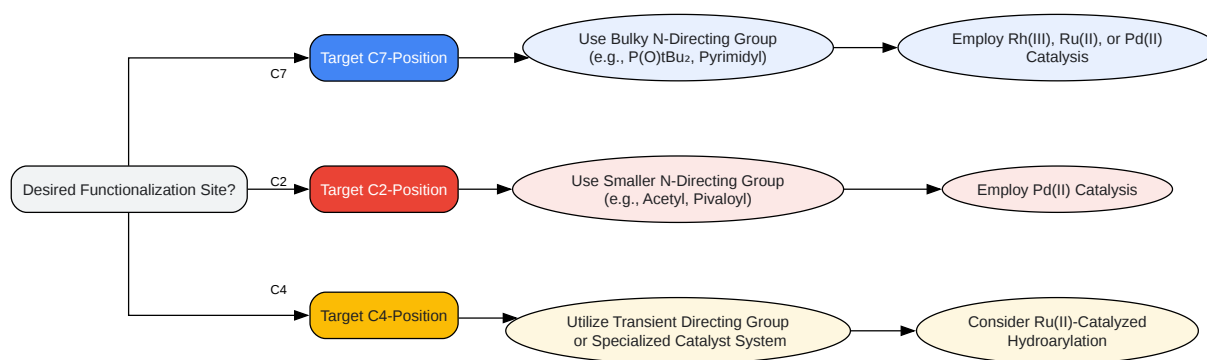 Use Bulky N-Directing Group
(e.g., P(O)tBu₂, Pyrimidyl)
Employ Rh(III), Ru(II), or Pd(II)
Catalysis
Target C7-Position
C7
Desired Functionalization Site?
C2
Target C2-Position
Use Smaller N-Directing Group
(e.g., Acetyl, Pivaloyl)
Employ Pd(II) Catalysis
C4
Target C4-Position
Utilize Transient Directing Group
or Specialized Catalyst System
Consider Ru(II)-Catalyzed
Hydroarylation